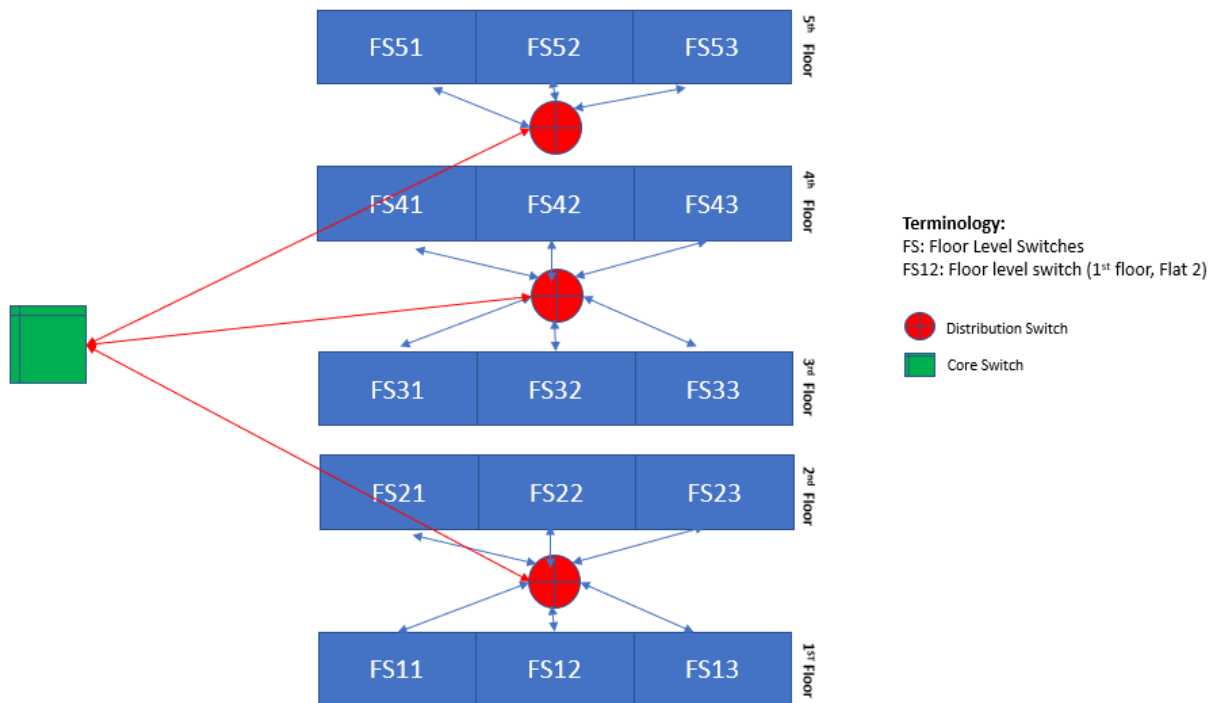 FS51 FS52 FS53
5th Floor
FS41 FS42 FS43
4th Floor
FS31 FS32 FS33
3rd Floor
FS21 FS22 FS23
2nd Floor
FS11 FS12 FS13
1ST Floor
Terminology:
FS: Floor Level Switches
FS12: Floor level switch (1st floor, Flat 2)
Distribution Switch
Core Switch